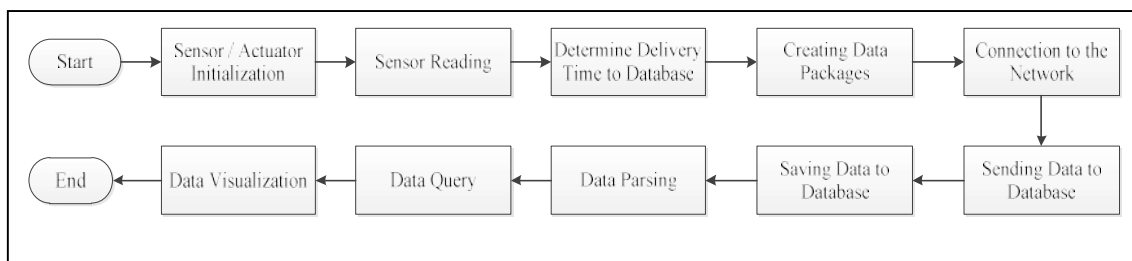 Start
Sensor / Actuator
Initialization
Sensor Reading
Determine Delivery
Time to Database
Creating Data
Packages
Connection to the
Network
Sending Data to
Database
Saving Data to
Database
Data Parsing
Data Query
Data Visualization
End